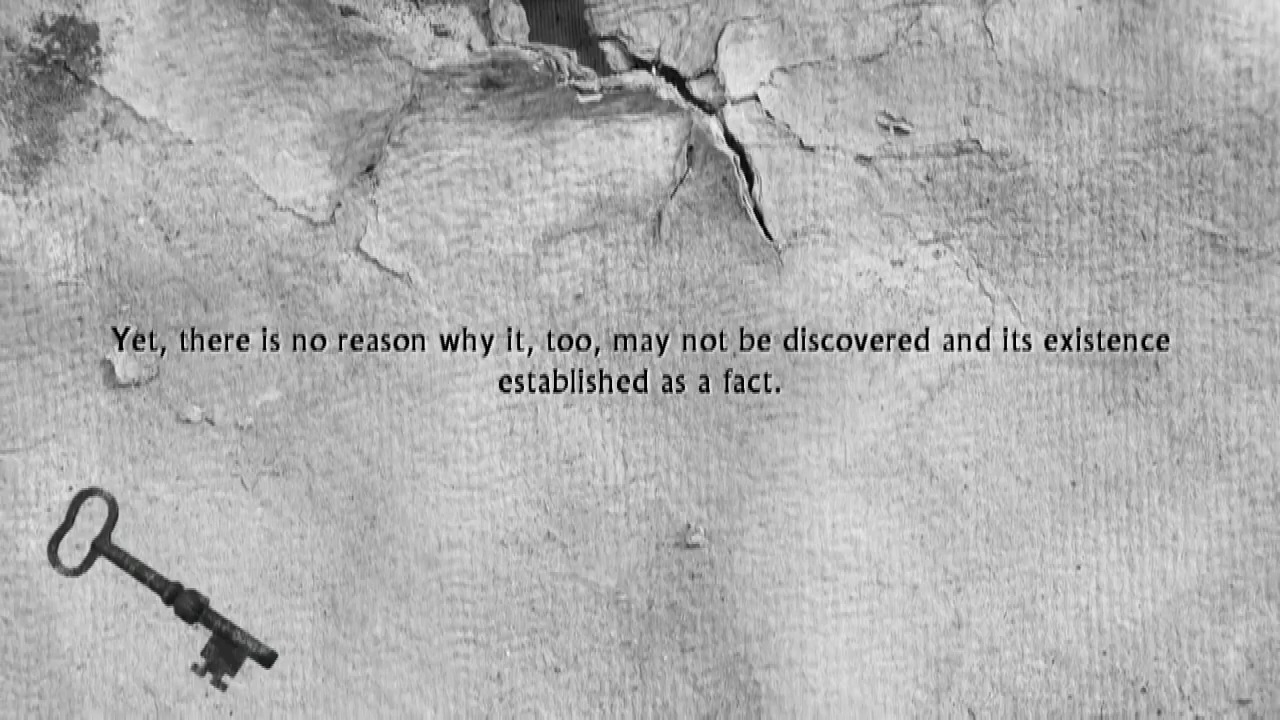 Yet, there is no reason why it, too, may not be discovered and its existence
established as a fact.